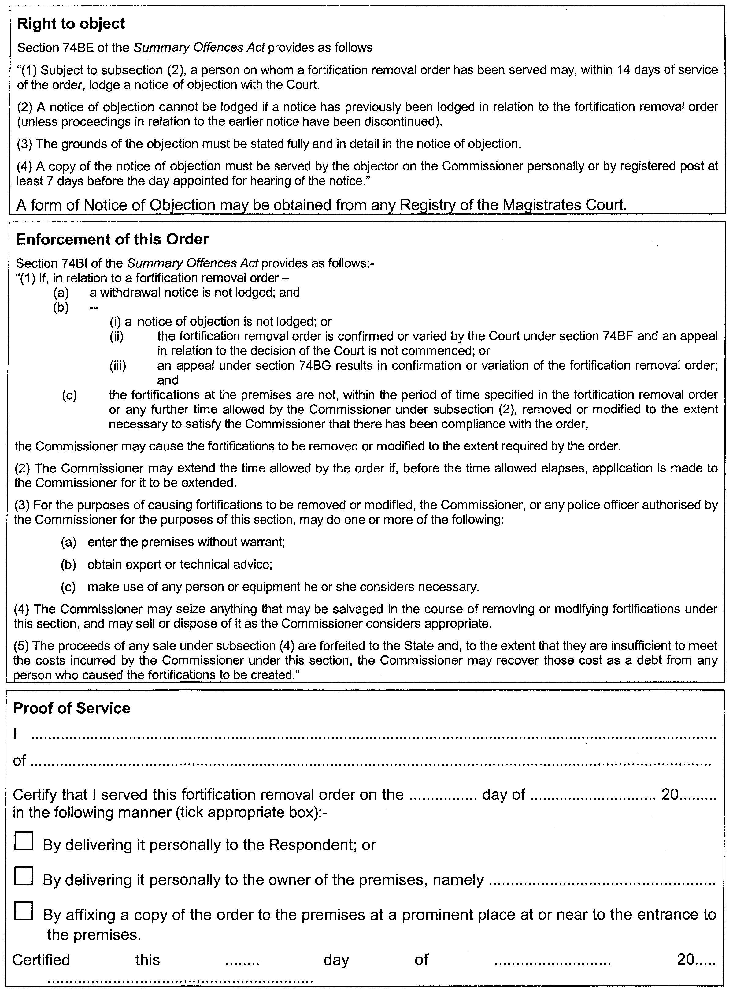 Right to object
Section 74BE of the Summary Offences Act provides as follows
“(1) Subject to subsection (2), a person on whom a fortification removal order has been served may, within 14 days of service
of the order, lodge a notice of objection with the Court.
(2) A notice of objection cannot be lodged if a notice has previously been lodged in relation to the fortification removal order
(unless proceedings in relation to the earlier notice have been discontinued).
(3) The grounds of the objection must be stated fully and in detail in the notice of objection.
(4) A copy of the notice of objection must be served by the objector on the Commissioner personally or by registered post at
least 7 days before the day appointed for hearing of the notice.”
A form of Notice of Objection may be obtained from any Registry of the Magistrates Court.
Enforcement of this Order
Section 74BI of the Summary Offences Act provides as follows:-
“(1) If, in relation to a fortification removal order –
(a) a withdrawal notice is not lodged; and
(b) --
(i) a notice of objection is not lodged; or
(ii) the fortification removal order is confirmed or varied by the Court under section 74BF and an appeal
in relation to the decision of the Court is not commenced; or
(iii) an appeal under section 74BG results in confirmation or variation of the fortification removal order;
and
(c) the fortifications at the premises are not, within the period of time specified in the fortification removal order
or any further time allowed by the Commissioner under subsection (2), removed or modified to the extent
necessary to satisfy the Commissioner that there has been compliance with the order,
the Commissioner may cause the fortifications to be removed or modified to the extent required by the order.
(2) The Commissioner may extend the time allowed by the order if, before the time allowed elapses, application is made to
the Commissioner for it to be extended.
(3) For the purposes of causing fortifications to be removed or modified, the Commissioner, or any police officer authorised by
the Commissioner for the purposes of this section, may do one or more of the following:
(a) enter the premises without warrant;
(b) obtain expert or technical advice;
(c) make use of any person or equipment he or she considers necessary.
(4) The Commissioner may seize anything that may be salvaged in the course of removing or modifying fortifications under
this section, and may sell or dispose of it as the Commissioner considers appropriate.
(5) The proceeds of any sale under subsection (4) are forfeited to the State and, to the extent that they are insufficient to meet
the costs incurred by the Commissioner under this section, the Commissioner may recover those cost as a debt from any
person who caused the fortifications to be created.”
Proof of Service
I ................................................................
of ................................................................
Certify that I served this fortification removal order on the ............... day of ............................ 20.........
in the following manner (tick appropriate box):-
By delivering it personally to the Respondent; or
By delivering it personally to the owner of the premises, namely ...................................................
By affixing a copy of the order to the premises at a prominent place at or near to the entrance to
the premises.
Certified this ........ day of .......................... 20.....
............................................................